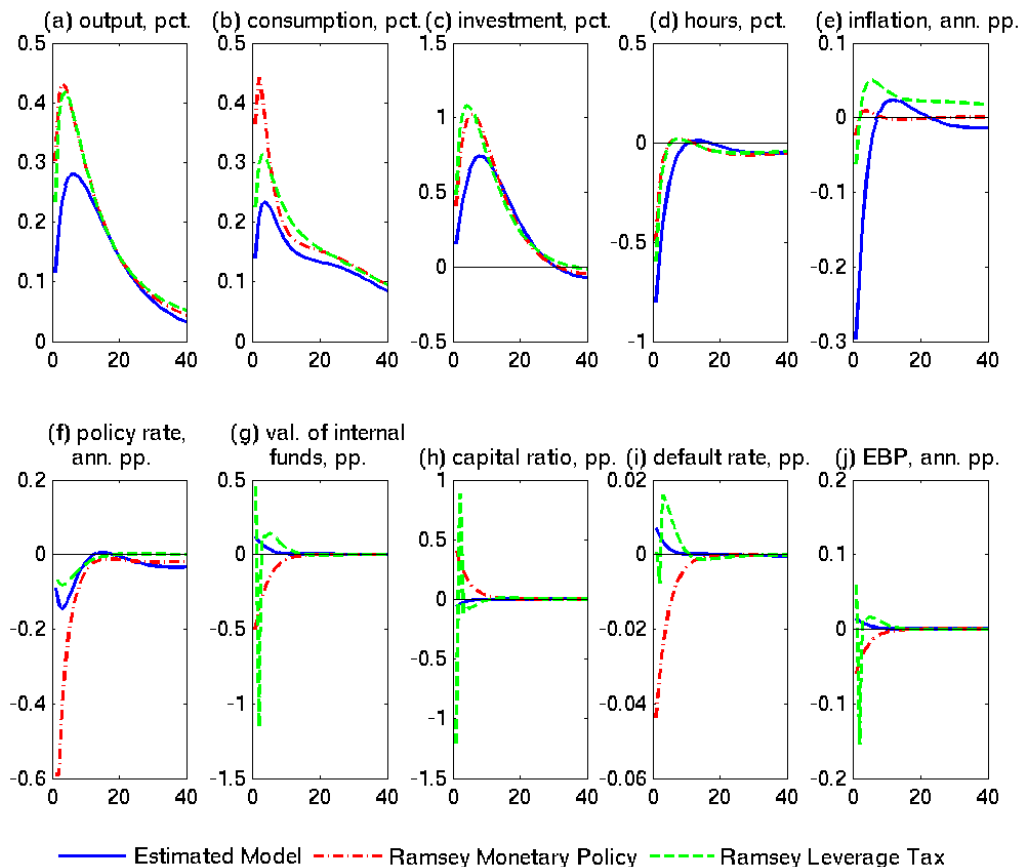 (a) output, pct.
0.5
0.4
0.3
0.2
0.1
0
0 20 40
(b) consumption, pct.
0.5
0.4
0.3
0.2
0.1
0
0 20 40
(c) investment, pct.
1.5
1
0.5
0
−0.5
0 20 40
(d) hours, pct.
0.5
0
−0.5
−1
0 20 40
(e) inflation, ann. pp.
0.1
0
−0.1
−0.2
−0.3
0 20 40
(f) policy rate,
ann. pp.
0.2
0
−0.2
−0.4
−0.6
0 20 40
(g) val. of internal
funds, pp.
0.5
0
−0.5
−1
−1.5
0 20 40
(h) capital ratio, pp.
1
0.5
0
−0.5
−1
−1.5
0 20 40
(i) default rate, pp.
0.02
0
−0.02
−0.04
−0.06
0 20 40
(j) EBP, ann. pp.
0.2
0.1
0
−0.1
−0.2
0 20 40
Estimated Model Ramsey Monetary Policy Ramsey Leverage Tax